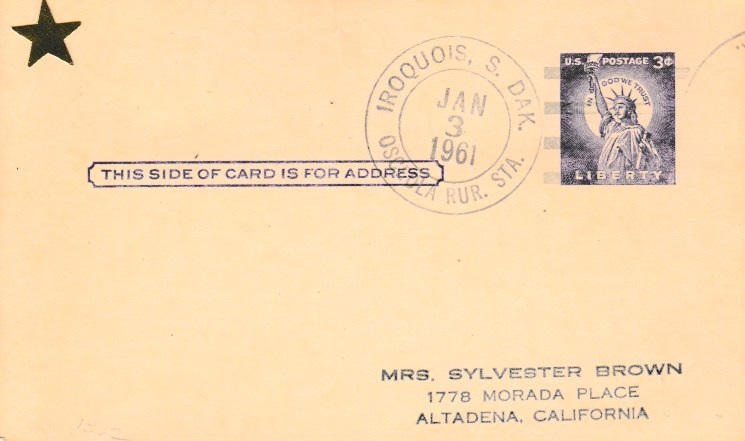 U.S. POSTAGE 3¢
IN GOD WE TRUST
LIBERTY
IROQUOIS, S. DAK.
JAN
3
1961
OSCEOLA RUR. STA.
THIS SIDE OF CARD IS FOR ADDRESS
MRS. SYLVESTER BROWN
1778 MORADA PLACE
ALTADENA, CALIFORNIA